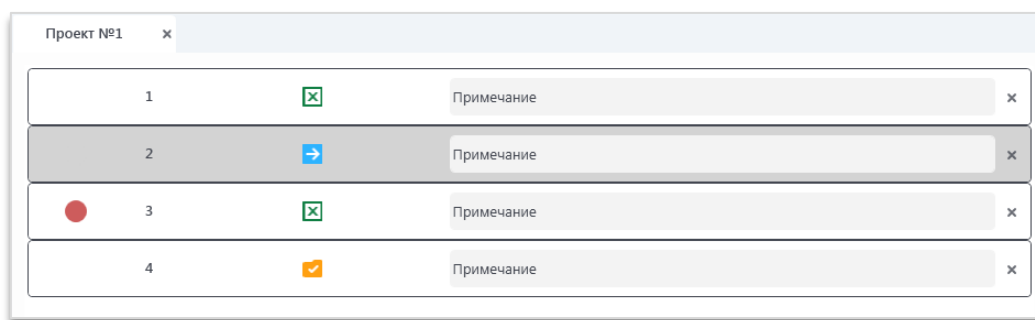 Проект №1 ×
1 Примечание ×
2 Примечание ×
3 Примечание ×
4 Примечание ×